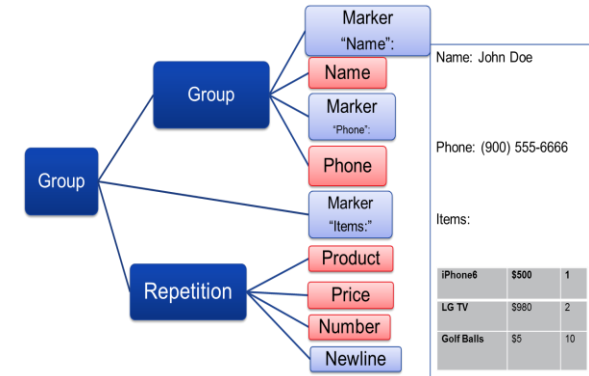 Marker
“Name”:
Name
Marker
“Phone”:
Phone
Marker
“Items:”
Product
Price
Number
Newline
Group
Group
Repetition
Name: John Doe
Phone: (900) 555-6666
Items:
iPhone6 $500 1
LG TV $980 2
Golf Balls $5 10